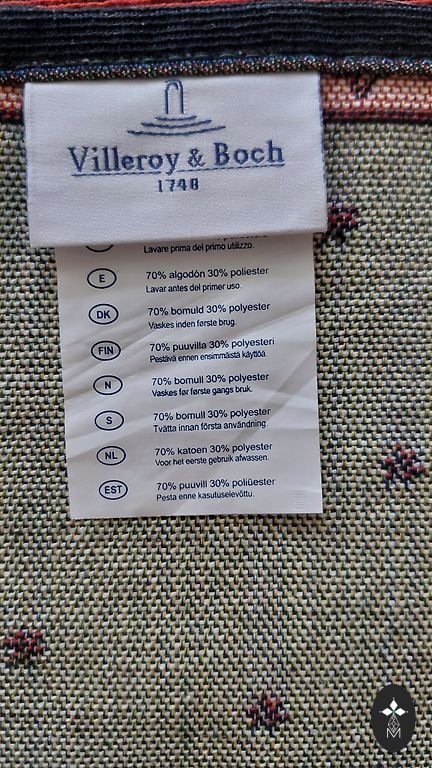 Villeroy & Boch
1748
Lavare prima del primo utilizzo.
E
70% algodón 30% poliester
Lavar antes del primer uso.
DK
70% bomuld 30% polyester
Vaskes inden første brug.
FIN
70% puuvilla 30% polyesteri
Pestävä ennen ensimmäistä käyttöä.
N
70% bomull 30% polyester
Vaskes før første gangs bruk.
S
70% bomull 30% polyester
Tvätta innan första användning.
NL
70% katoen 30% polyester
Voor het eerste gebruik afwassen.
EST
70% puuvill 30% poliüester
Pesta enne kasutuselevõttu.